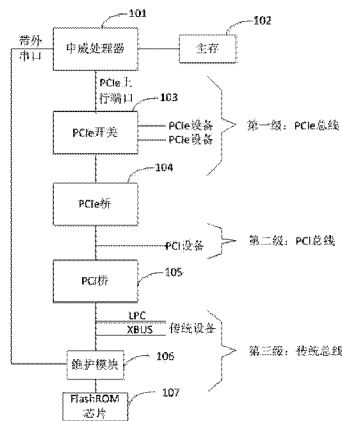 101
102
带外
串口
申威处理器
主存
PCIe上
行端口
103
PCIe开关
PCIe设备
PCIe设备
第一级：PCIe总线
104
PCIe桥
PCI设备
第二级：PCI总线
PCI桥
105
LPC
XBUS
传统设备
第三级：传统总线
106
维护模块
107
FlashROM
芯片